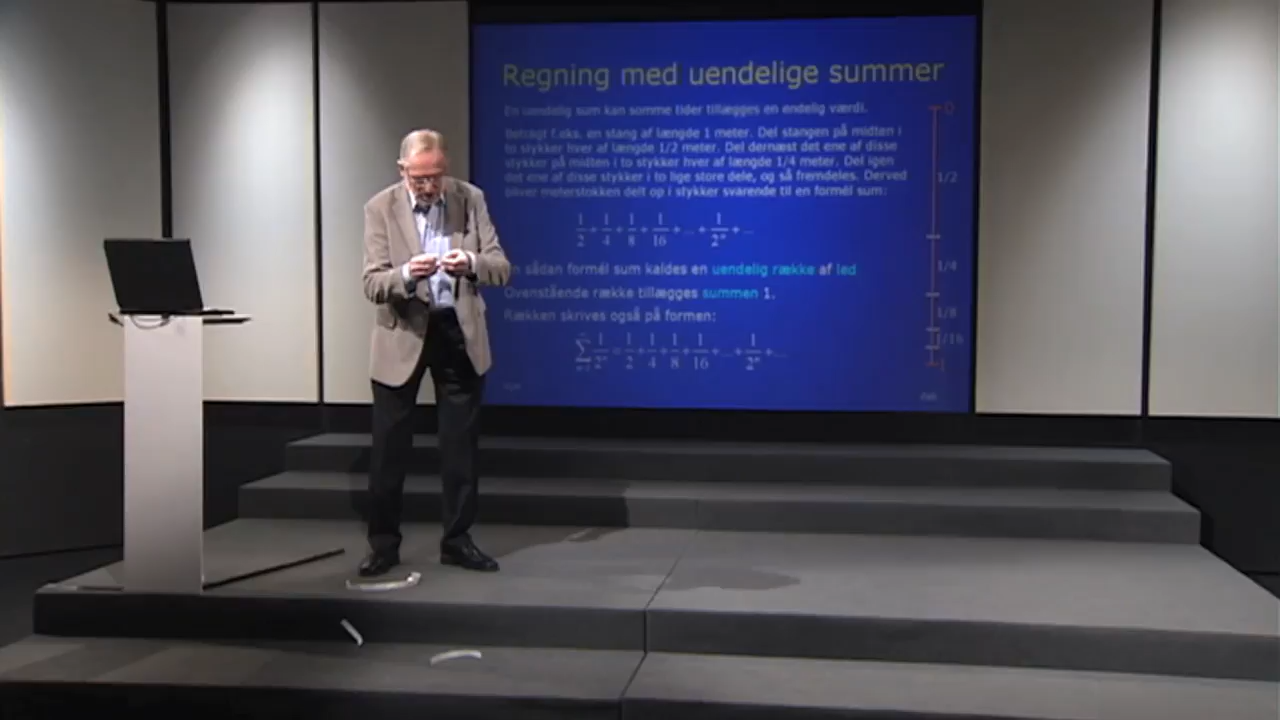 Regning med uendelige summer
En uendelig sum kan somme tider tillægges en endelig værdi.
Betragt f.eks. en stang af længde 1 meter. Del stangen på midten i
to stykker hver af længde 1/2 meter. Del dernæst det ene af disse
stykker på midten i to stykker hver af længde 1/4 meter. Del igen
det ene af disse stykker i to lige store dele, og så fremdeles. Derved
bliver meterstokken delt op i stykker svarende til en formél sum:
1/2 + 1/4 + 1/8 + 1/16 + ... + 1/2ⁿ + ...
n sådan formél sum kaldes en uendelig række af led
Ovenstående række tillægges summen 1.
Rækken skrives også på formen:
∑ 1/2ⁿ = 1/2 + 1/4 + 1/8 + 1/16 + ... + 1/2ⁿ + ...
0
1/2
1/4
1/8
1/16
1